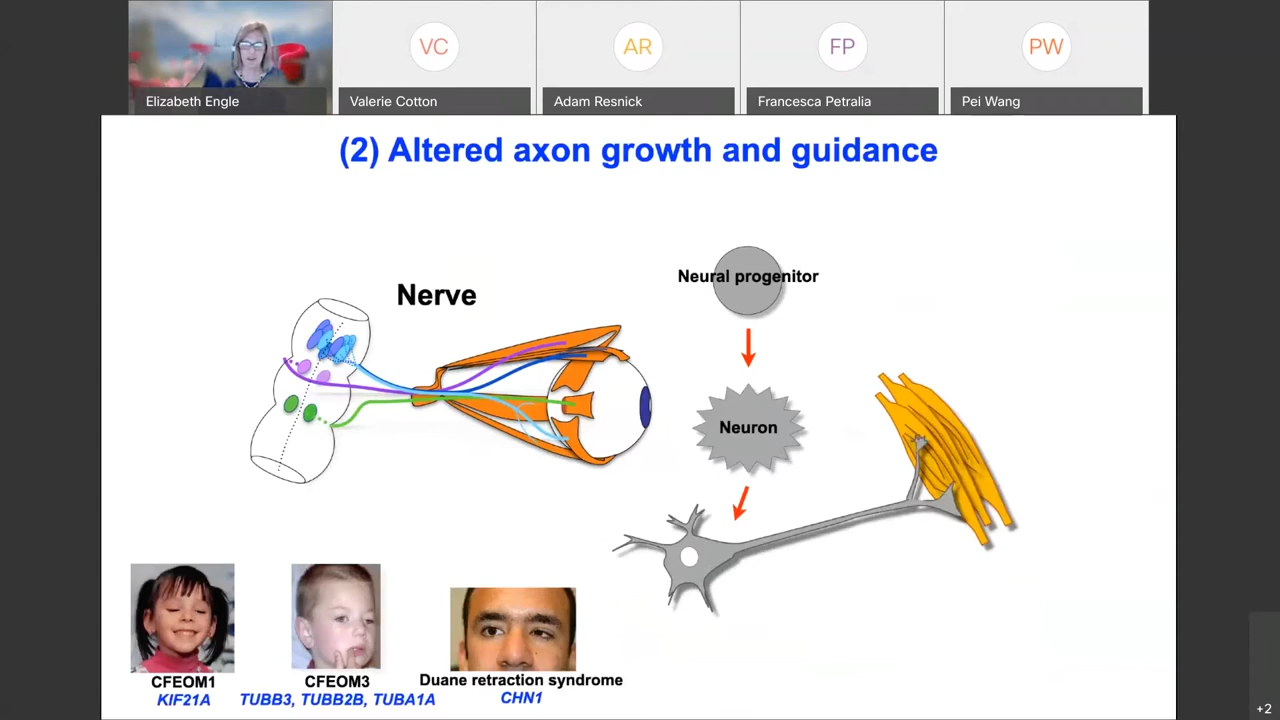 VC
AR
FP
PW
Elizabeth Engle
Valerie Cotton
Adam Resnick
Francesca Petralia
Pei Wang
(2) Altered axon growth and guidance
Nerve
Neural progenitor
Neuron
CFEOM1
KIF21A
CFEOM3
TUBB3, TUBB2B, TUBA1A
Duane retraction syndrome
CHN1
+2